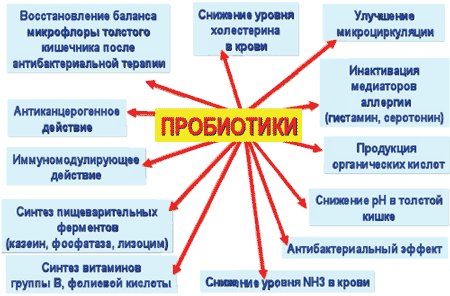 Восстановление баланса
микрофлоры толстого
кишечника после
антибактериальной терапии
Снижение уровня
холестерина
в крови
Улучшение
микроциркуляции
Инактивация
медиаторов
аллергии
(гистамин, серотонин)
Антиканцерогенное
действие
ПРОБИОТИКИ
Продукция
органических кислот
Иммуномодулирующее
действие
Снижение pH в толстой
кишке
Синтез пищеварительных
ферментов
(казеин, фосфатаза, лизоцим)
Антибактериальный эффект
Синтез витаминов
группы В, фолиевой кислоты
Снижение уровня NH3 в крови